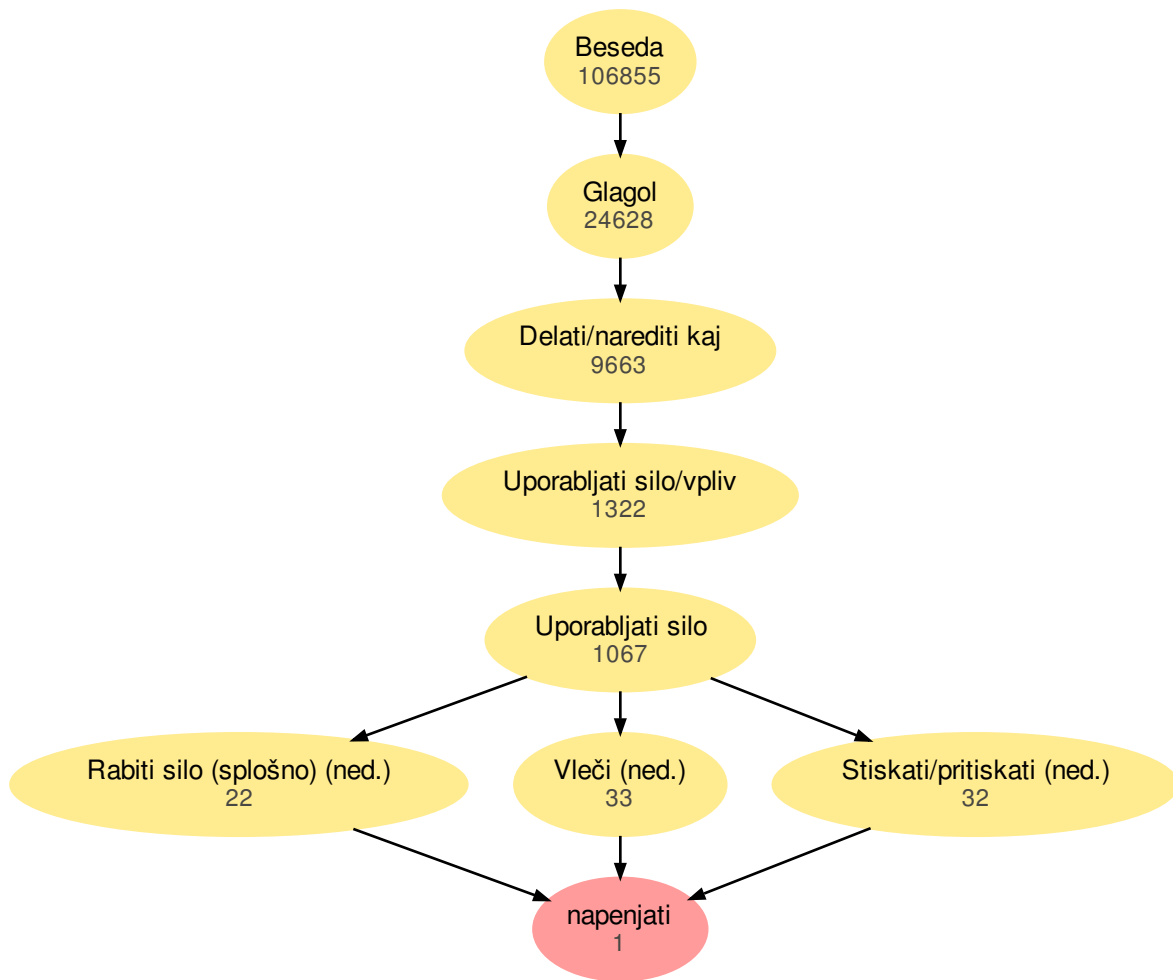 Beseda
106855
Glagol
24628
Delati/narediti kaj
9663
Uporabljati silo/vpliv
1322
Uporabljati silo
1067
Rabiti silo (splošno) (ned.)
22
Vleči (ned.)
33
Stiskati/pritiskati (ned.)
32
napenjati
1